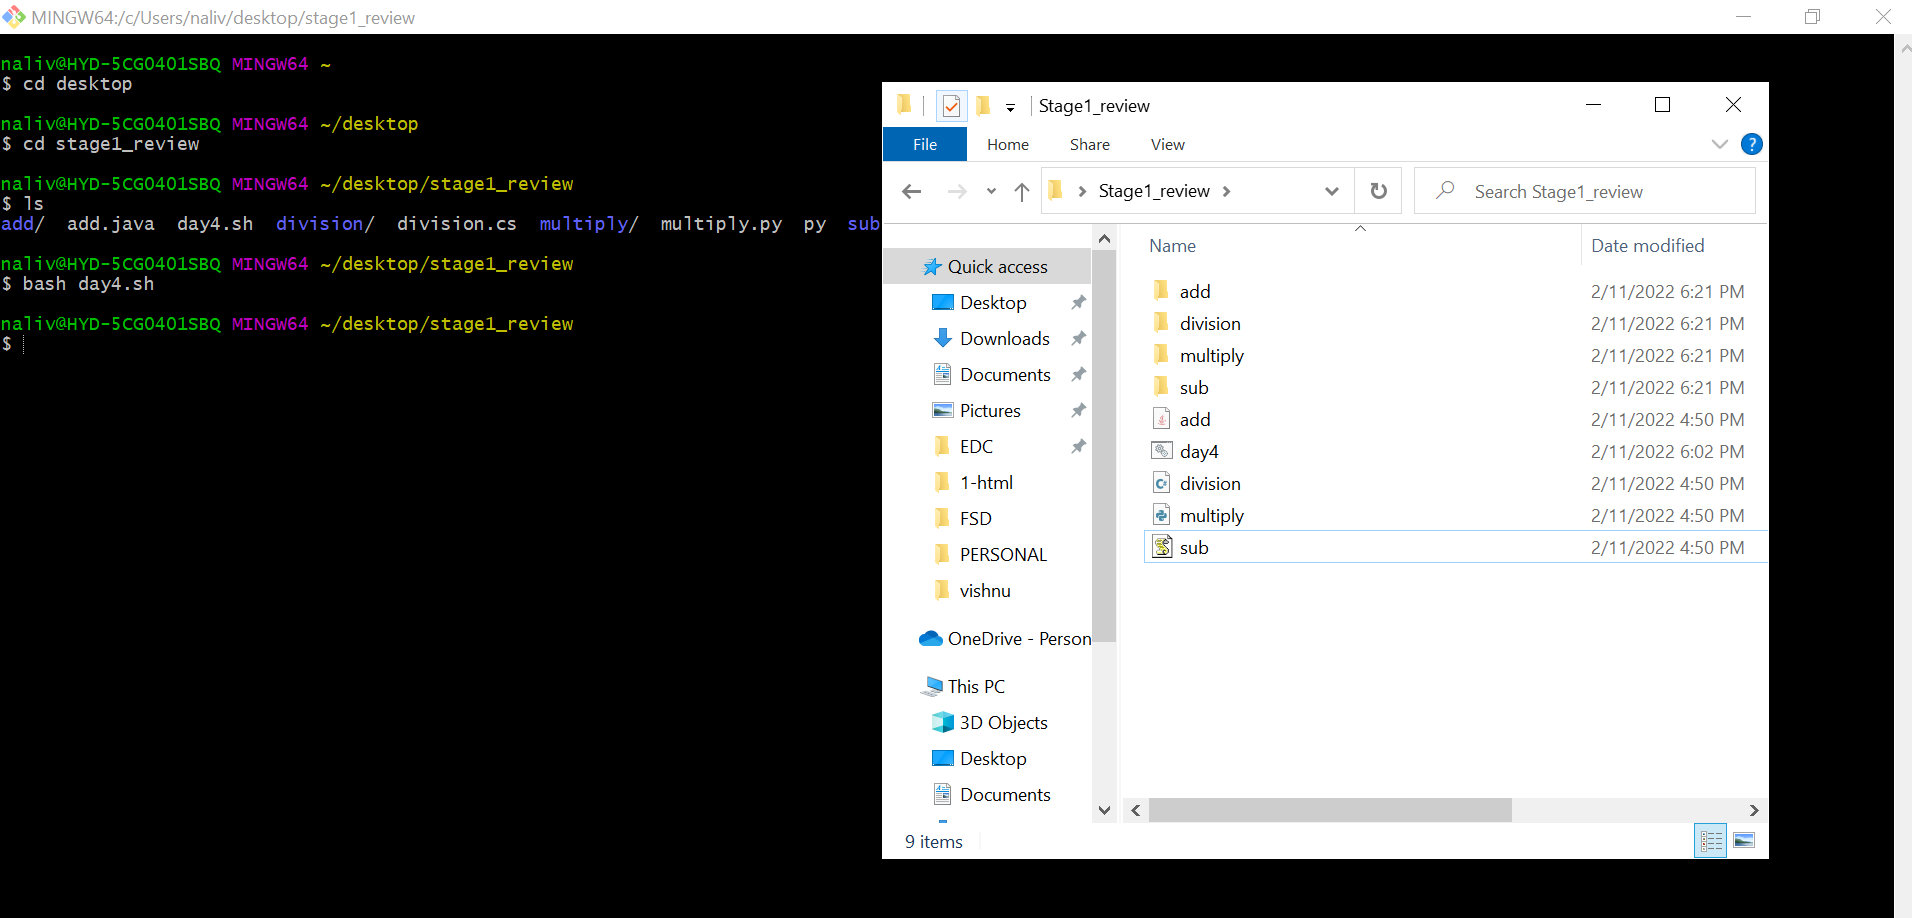 MINGW64:/c/Users/naliv/desktop/stage1_review
naliv@HYD-5CG0401SBQ MINGW64 ~
$ cd desktop
naliv@HYD-5CG0401SBQ MINGW64 ~/desktop
$ cd stage1_review
naliv@HYD-5CG0401SBQ MINGW64 ~/desktop/stage1_review
$ ls
add/  add.java  day4.sh  division/  division.cs  multiply/  multiply.py  py  sub
naliv@HYD-5CG0401SBQ MINGW64 ~/desktop/stage1_review
$ bash day4.sh
naliv@HYD-5CG0401SBQ MINGW64 ~/desktop/stage1_review
$
Stage1_review
File Home Share View ?
Stage1_review
Search Stage1_review
Quick access
Desktop
Downloads
Documents
Pictures
EDC
1-html
FSD
PERSONAL
vishnu
OneDrive - Person
This PC
3D Objects
Desktop
Documents
Name Date modified
add 2/11/2022 6:21 PM
division 2/11/2022 6:21 PM
multiply 2/11/2022 6:21 PM
sub 2/11/2022 6:21 PM
add 2/11/2022 4:50 PM
day4 2/11/2022 6:02 PM
division 2/11/2022 4:50 PM
multiply 2/11/2022 4:50 PM
sub 2/11/2022 4:50 PM
9 items